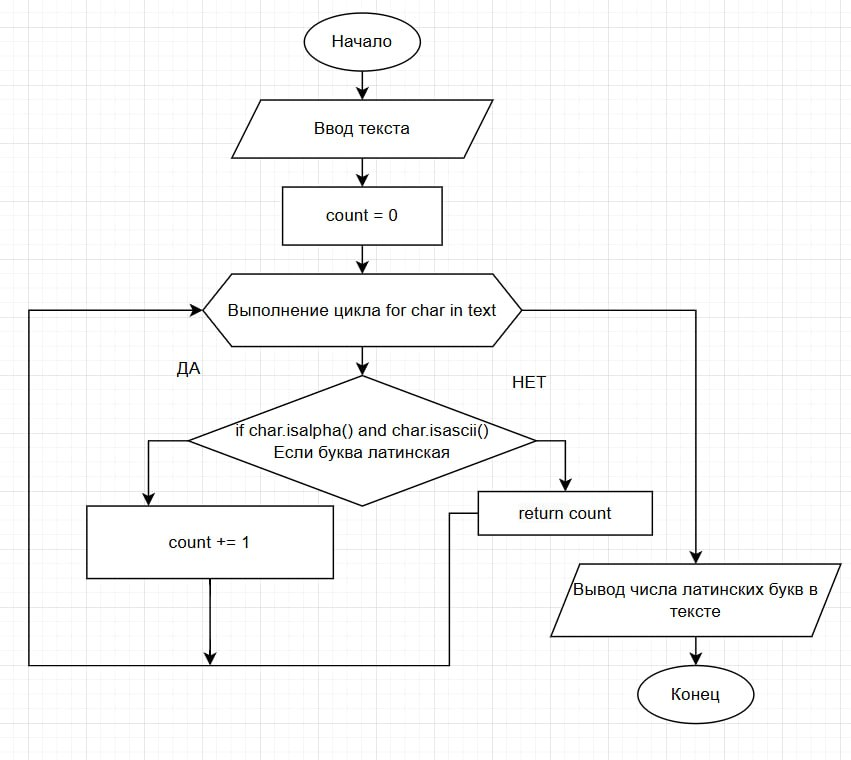 Начало
Ввод текста
count = 0
Выполнение цикла for char in text
ДА
НЕТ
if char.isalpha() and char.isascii()
Если буква латинская
return count
count += 1
Вывод числа латинских букв в
тексте
Конец